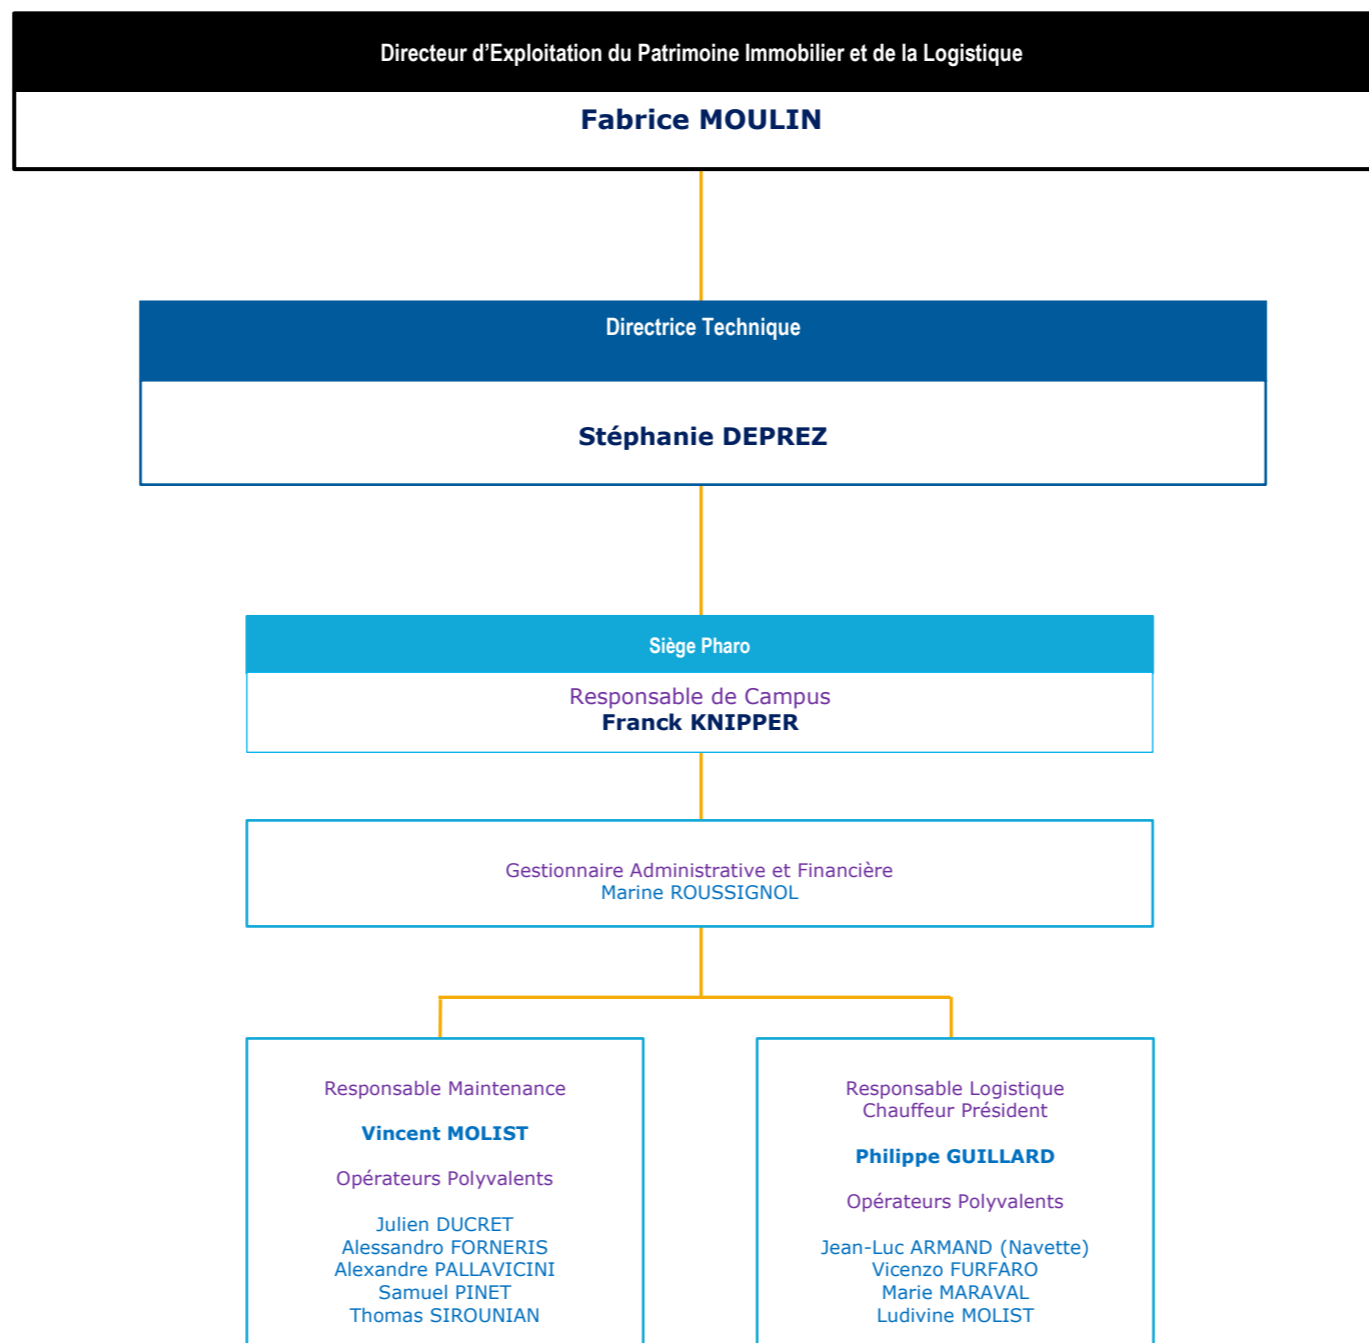 Directeur d’Exploitation du Patrimoine Immobilier et de la Logistique
Fabrice MOULIN
Directrice Technique
Stéphanie DEPREZ
Siège Pharo
Responsable de Campus
Franck KNIPPER
Gestionnaire Administrative et Financière
Marine ROUSSIGNOL
Responsable Maintenance
Vincent MOLIST
Opérateurs Polyvalents
Julien DUCRET
Alessandro FORNERIS
Alexandre PALLAVICINI
Samuel PINET
Thomas SIROUNIAN
Responsable Logistique
Chauffeur Président
Philippe GUILLARD
Opérateurs Polyvalents
Jean-Luc ARMAND (Navette)
Vicenzo FURFARO
Marie MARAVAL
Ludivine MOLIST